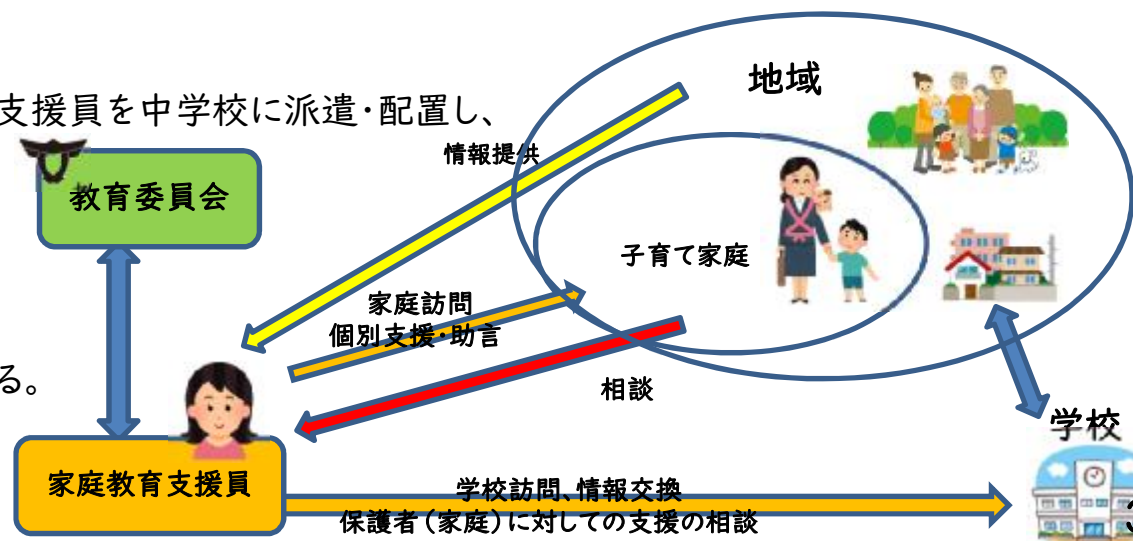 地域
支援員を中学校に派遣・配置し、
情報提供
教育委員会
子育て家庭
家庭訪問
個別支援・助言
る。
相談
学校
家庭教育支援員
学校訪問、情報交換
保護者(家庭)に対しての支援の相談